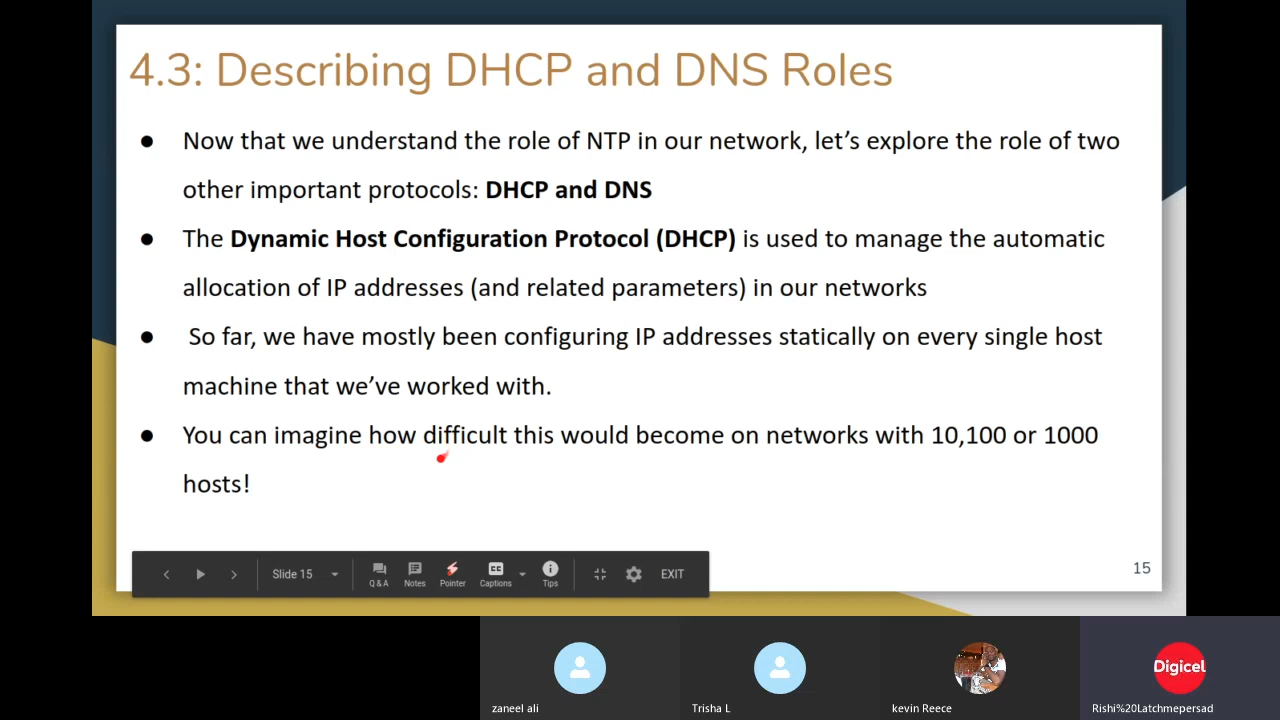 4.3: Describing DHCP and DNS Roles
● Now that we understand the role of NTP in our network, let’s explore the role of two
other important protocols: DHCP and DNS
● The Dynamic Host Configuration Protocol (DHCP) is used to manage the automatic
allocation of IP addresses (and related parameters) in our networks
● So far, we have mostly been configuring IP addresses statically on every single host
machine that we’ve worked with.
● You can imagine how difficult this would become on networks with 10,100 or 1000
hosts!
15
Slide 15
Q & A
Notes
Pointer
CC
Captions
Tips
EXIT
Digicel
zaneel ali
Trisha L
kevin Reece
Rishi%20Latchmepersad